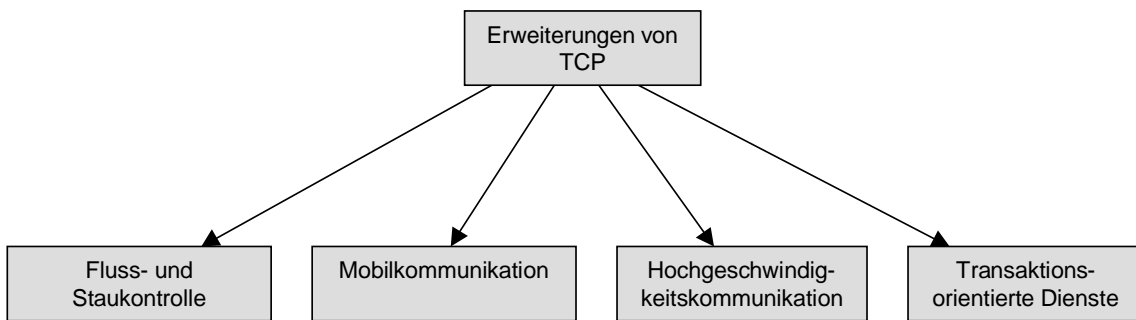 Erweiterungen von
TCP
Fluss- und
Staukontrolle
Mobilkommunikation
Hochgeschwindig-
keitskommunikation
Transaktions-
orientierte Dienste